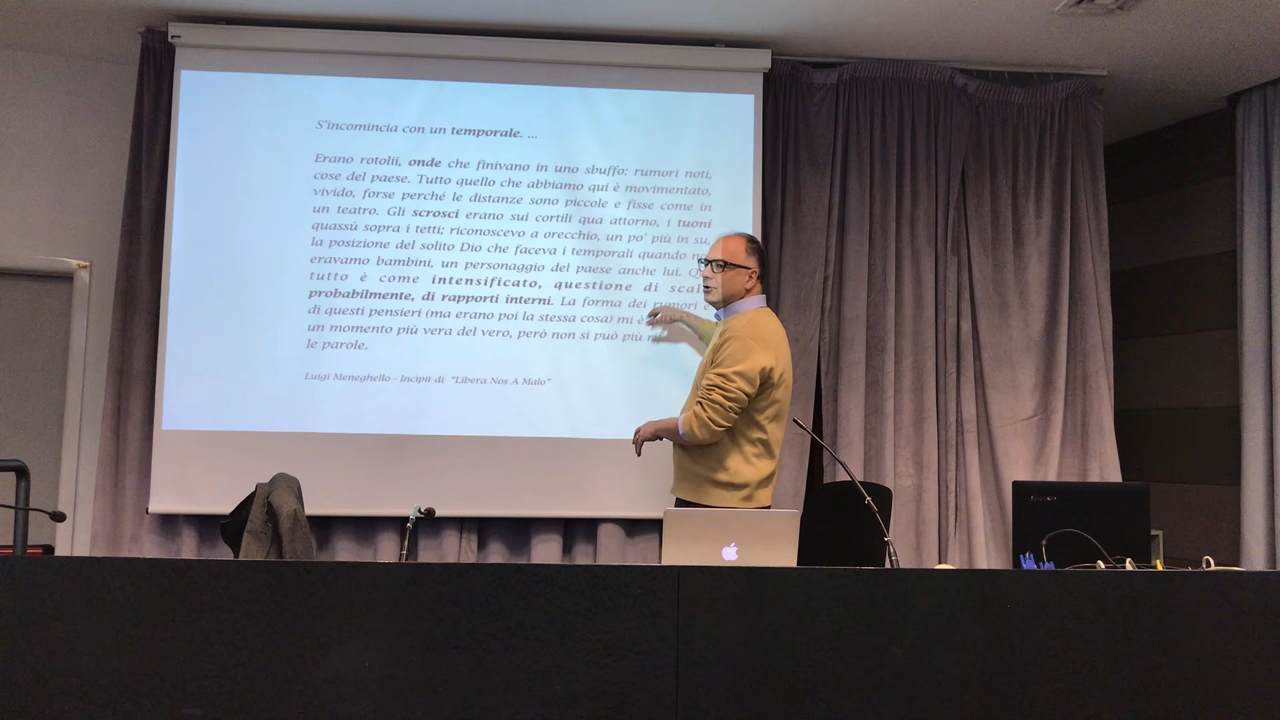 S'incomincia con un temporale. ...
Erano rotolii, onde che finivano in uno sbuffo: rumori noti,
cose del paese. Tutto quello che abbiamo qui è movimentato,
vivido, forse perché le distanze sono piccole e fisse come in
un teatro. Gli scrosci erano sui cortili qua attorno, i tuoni
quassù sopra i tetti; riconoscevo a orecchio, un po' più in su,
la posizione del solito Dio che faceva i temporali quando
eravamo bambini, un personaggio del paese anche lui.
tutto è come intensificato, questione di
probabilmente, di rapporti interni. La forma dei rumori e
di questi pensieri (ma erano poi la stessa cosa) mi è
un momento più vera del vero, però non si può più
le parole.
Luigi Meneghello - Incipit di "Libera Nos A Malo"